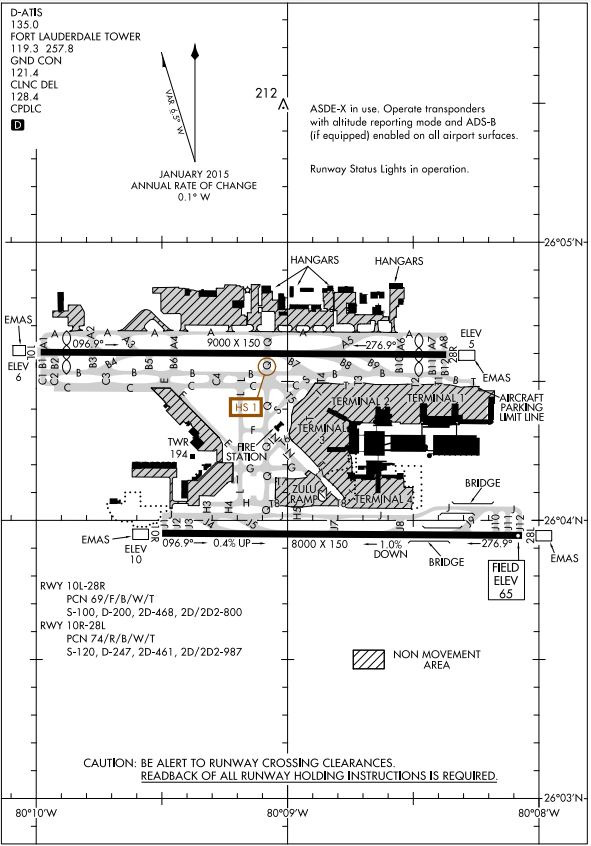 D-ATIS
135.0
FORT LAUDERDALE TOWER
119.3 257.8
GND CON
121.4
CLNC DEL
128.4
CPDLC
D
VAR 6.5° W
JANUARY 2015
ANNUAL RATE OF CHANGE
0.1° W
212
ASDE-X in use. Operate transponders
with altitude reporting mode and ADS-B
(if equipped) enabled on all airport surfaces.
Runway Status Lights in operation.
26°05'N
HANGARS
HANGARS
EMAS
10L
ELEV
6
A1
A2
A3
A4
A
A
A
A
A5
A6
A7
A8
096.9°
9000 X 150
276.9°
28R
ELEV
5
EMAS
B1
B2
B3
B5
B6
B
B
B7
B8
B9
B10
B11
B12
C1
C2
C3
C4
C
C
Q
HS 1
T4
T
TERMINAL 2
TERMINAL 1
TERMINAL
3
TERMINAL 4
AIRCRAFT
PARKING
LIMIT LINE
E
E
F
L
S
N
TWR
194
FIRE
STATION
ZULU
RAMP
T8
H3
H4
H5
H
BRIDGE
26°04'N
J1
J2
J3
J4
J5
J7
J8
J9
J10
J11
J12
EMAS
10R
ELEV
10
096.9°
0.4% UP
8000 X 150
1.0%
DOWN
BRIDGE
276.9°
28L
EMAS
FIELD
ELEV
65
RWY 10L-28R
PCN 69/F/B/W/T
S-100, D-200, 2D-468, 2D/2D2-800
RWY 10R-28L
PCN 74/R/B/W/T
S-120, D-247, 2D-461, 2D/2D2-987
NON MOVEMENT
AREA
CAUTION: BE ALERT TO RUNWAY CROSSING CLEARANCES.
READBACK OF ALL RUNWAY HOLDING INSTRUCTIONS IS REQUIRED.
26°03'N
80°10'W
80°09'W
80°08'W